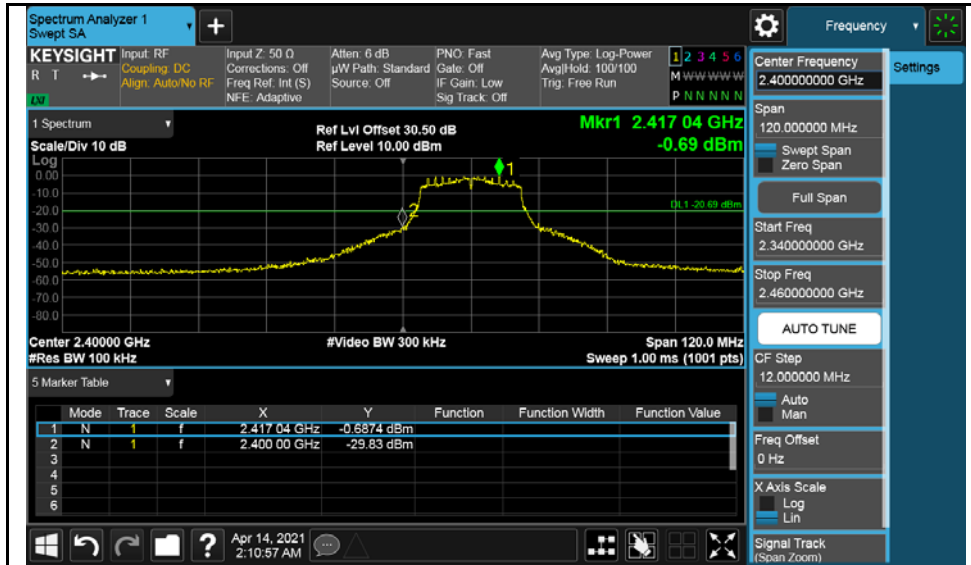 Spectrum Analyzer 1
Swept SA
Frequency
KEYSIGHT
R T
LXI
Input: RF
Coupling: DC
Align: Auto/No RF
Input Z: 50 Ω
Corrections: Off
Freq Ref: Int (S)
NFE: Adaptive
Atten: 6 dB
µW Path: Standard
Source: Off
PNO: Fast
Gate: Off
IF Gain: Low
Sig Track: Off
Avg Type: Log-Power
Avg|Hold: 100/100
Trig: Free Run
1 2 3 4 5 6
M W W W W W
P N N N N N
1 Spectrum
Scale/Div 10 dB
Ref Lvl Offset 30.50 dB
Ref Level 10.00 dBm
Mkr1 2.417 04 GHz
-0.69 dBm
Log
1
0.00
-10.0
DL1 -20.69 dBm
-20.0
2
-30.0
-40.0
-50.0
-60.0
-70.0
-80.0
Center 2.40000 GHz
#Res BW 100 kHz
#Video BW 300 kHz
Span 120.0 MHz
Sweep 1.00 ms (1001 pts)
5 Marker Table
Mode Trace Scale X Y Function Function Width Function Value
1 N 1 f 2.417 04 GHz -0.6874 dBm
2 N 1 f 2.400 00 GHz -29.83 dBm
3
4
5
6
?
Apr 14, 2021
2:10:57 AM
Center Frequency
2.400000000 GHz
Span
120.000000 MHz
Swept Span
Zero Span
Full Span
Start Freq
2.340000000 GHz
Stop Freq
2.460000000 GHz
AUTO TUNE
CF Step
12.000000 MHz
Auto
Man
Freq Offset
0 Hz
X Axis Scale
Log
Lin
Signal Track
(Span Zoom)
Settings